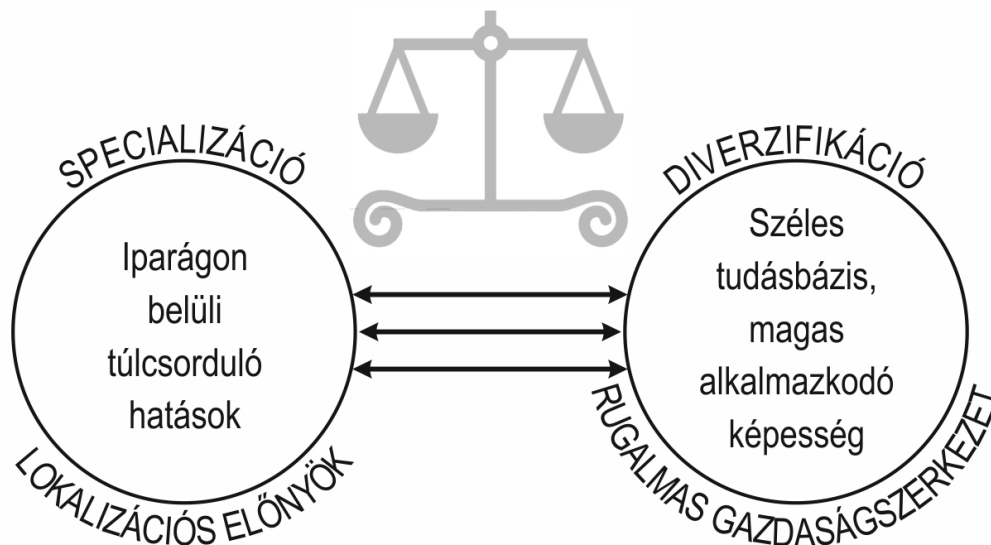 SPECIALIZÁCIÓ
Iparágon
belüli
túlcsorduló
hatások
LOKALIZÁCIÓS ELŐNYÖK
DIVERZIFIKÁCIÓ
Széles
tudásbázis,
magas
alkalmazkodó
képesség
RUGALMAS GAZDASÁGSZERKEZET